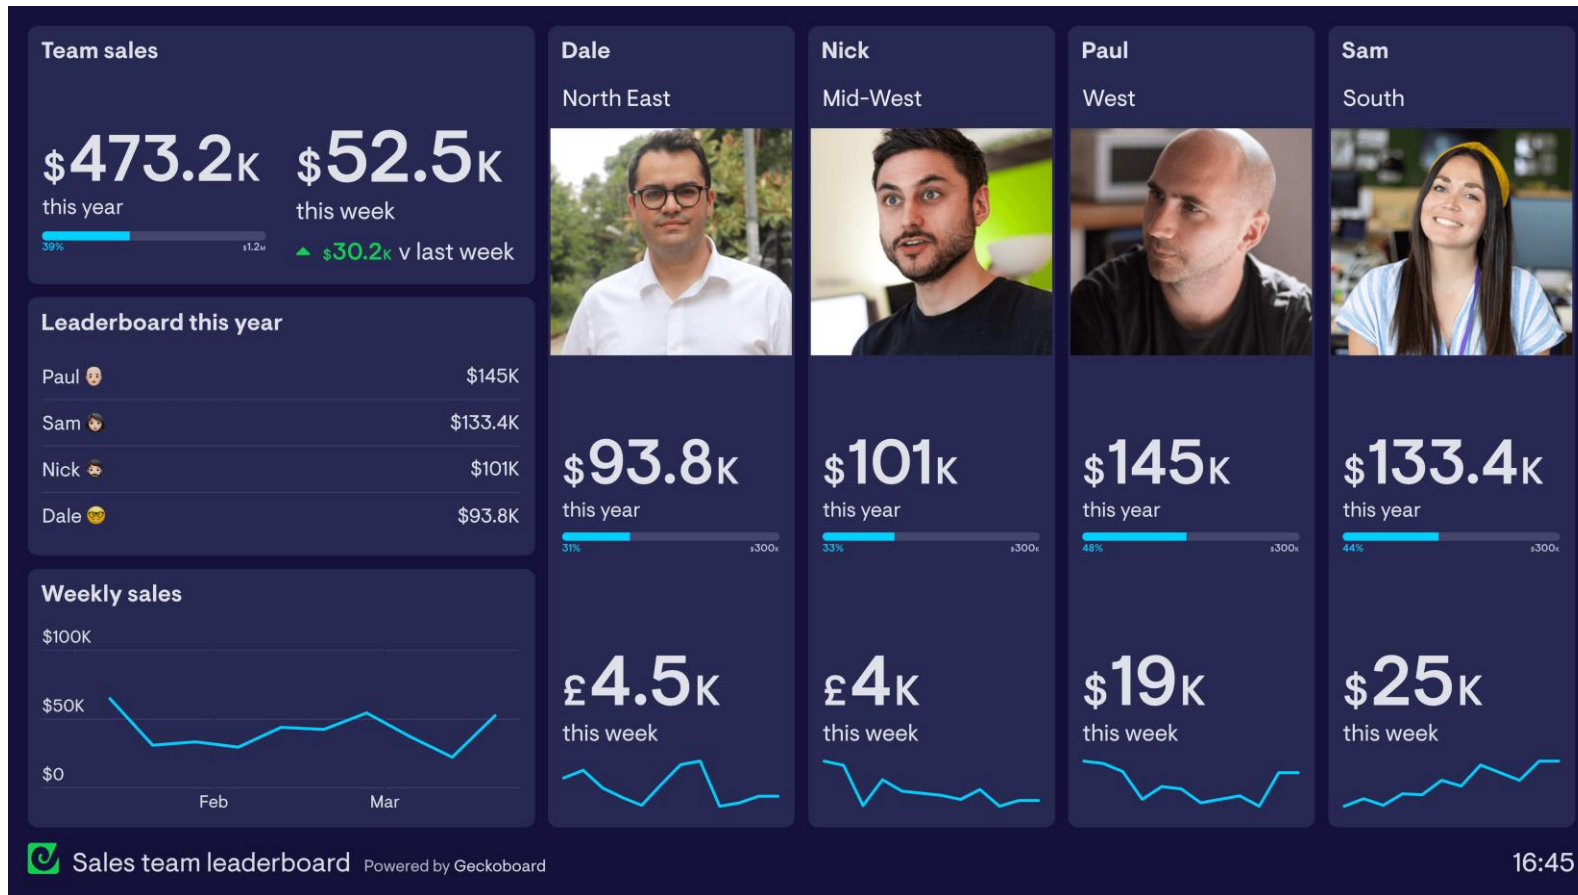 Team sales
$473.2K
this year
39% $1.2M
$52.5K
this week
$30.2K v last week
Leaderboard this year
Paul $145K
Sam $133.4K
Nick $101K
Dale $93.8K
Weekly sales
$100K
$50K
$0
Feb Mar
Dale
North East
$93.8K
this year
31% $300K
£4.5K
this week
Nick
Mid-West
$101K
this year
33% $300K
£4K
this week
Paul
West
$145K
this year
48% $300K
$19K
this week
Sam
South
$133.4K
this year
44% $300K
$25K
this week
Sales team leaderboard Powered by Geckoboard
16:45